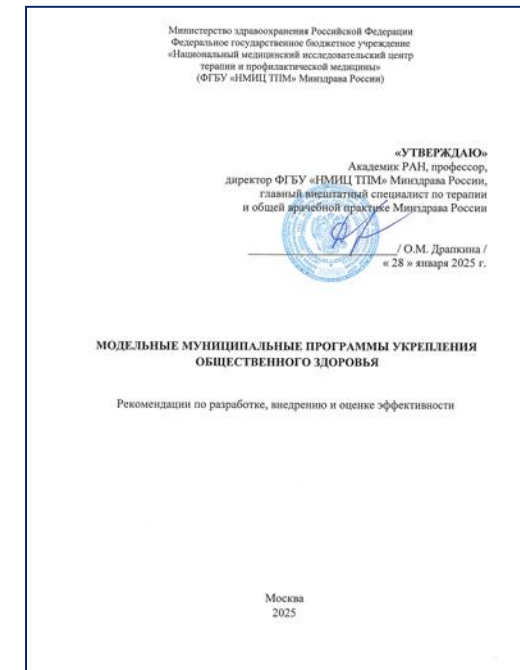 Министерство здравоохранения Российской Федерации
Федеральное государственное бюджетное учреждение
«Национальный медицинский исследовательский центр
терапии и профилактической медицины»
(ФГБУ «НМИЦ ТПМ» Минздрава России)
«УТВЕРЖДАЮ»
Академик РАН, профессор,
директор ФГБУ «НМИЦ ТПМ» Минздрава России,
главный внештатный специалист по терапии
и общей врачебной практике Минздрава России
/ О.М. Драпкина /
« 28 » января 2025 г.
МОДЕЛЬНЫЕ МУНИЦИПАЛЬНЫЕ ПРОГРАММЫ УКРЕПЛЕНИЯ
ОБЩЕСТВЕННОГО ЗДОРОВЬЯ
Рекомендации по разработке, внедрению и оценке эффективности
Москва
2025